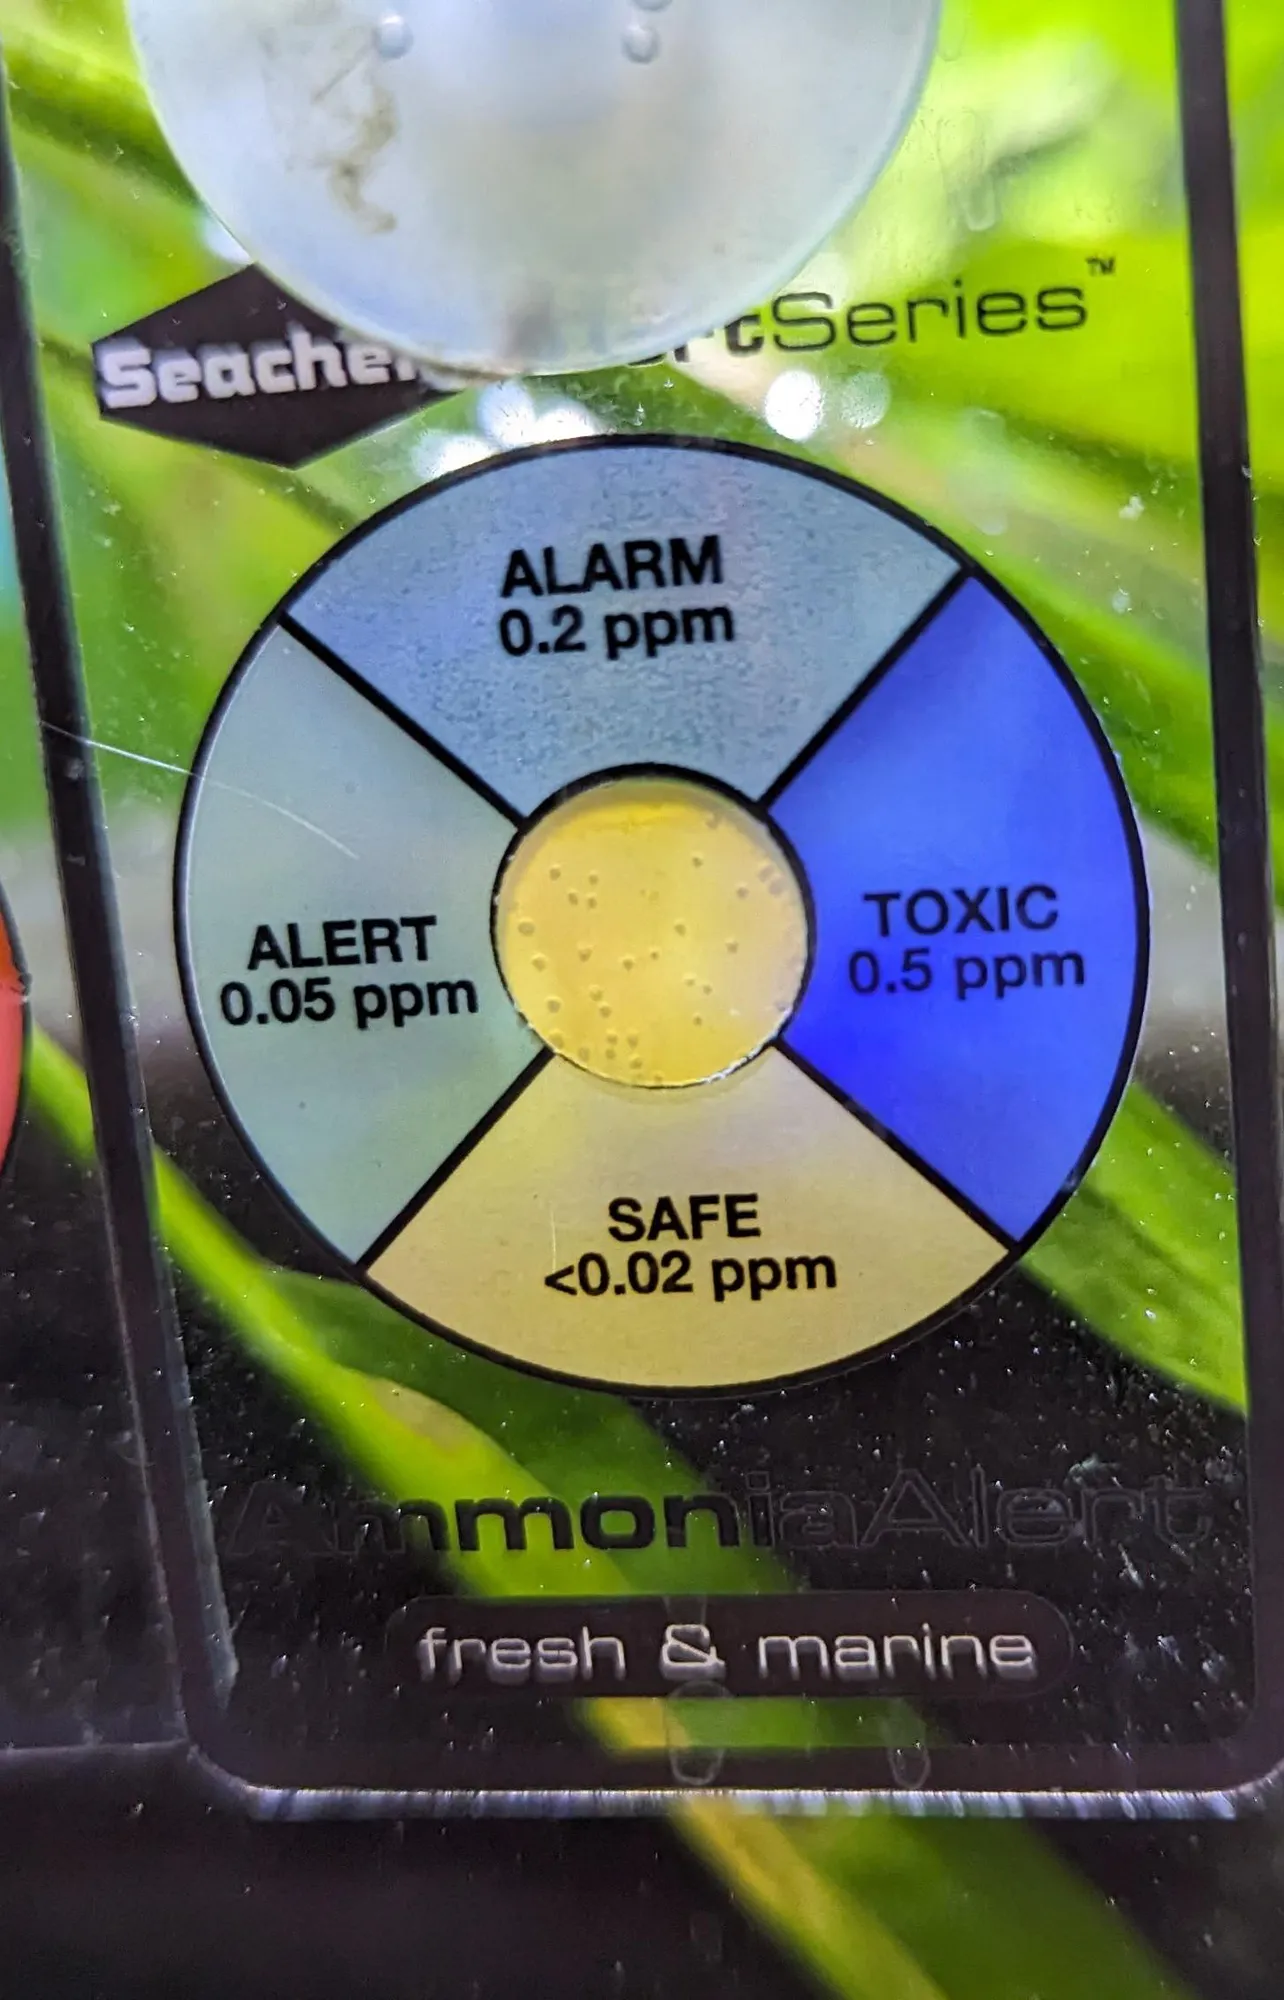 Seachem
Series™
ALARM
0.2 ppm
ALERT
0.05 ppm
TOXIC
0.5 ppm
SAFE
<0.02 ppm
AmmoniaAlert
fresh & marine